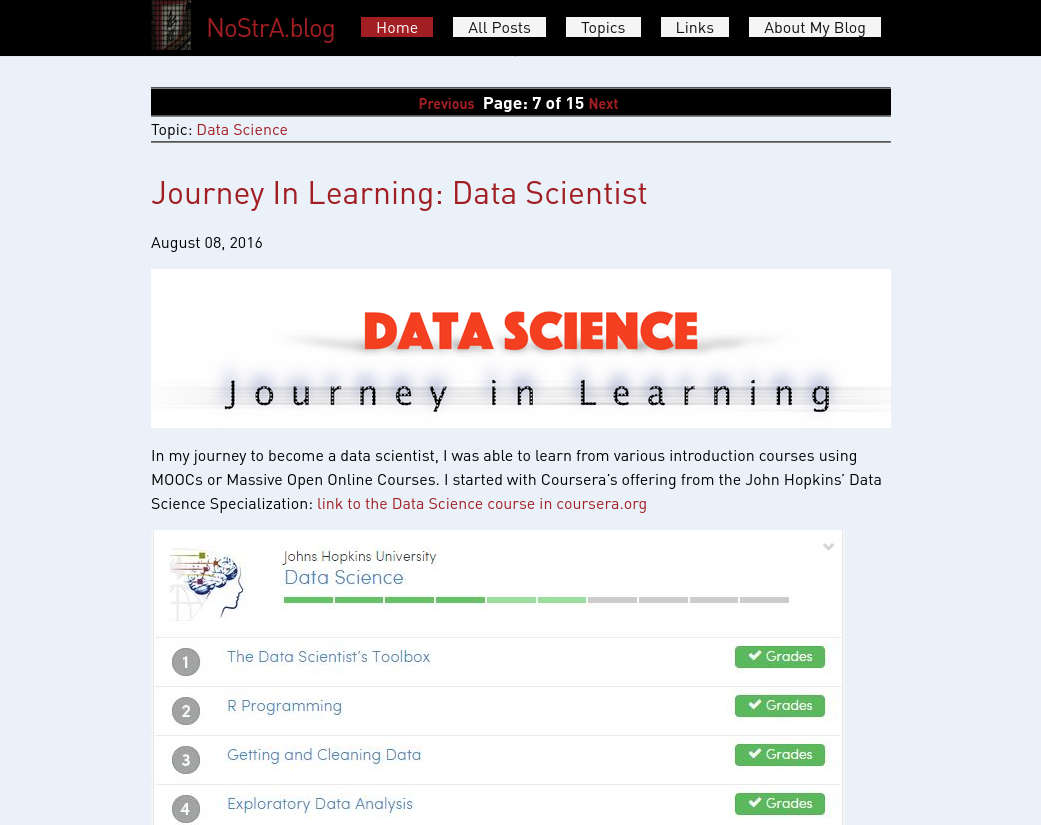 NoStrA.blog
Home
All Posts
Topics
Links
About My Blog
Previous Page: 7 of 15 Next
Topic: Data Science
Journey In Learning: Data Scientist
August 08, 2016
DATA SCIENCE
Journey in Learning
In my journey to become a data scientist, I was able to learn from various introduction courses using
MOOCs or Massive Open Online Courses. I started with Coursera’s offering from the John Hopkins’ Data
Science Specialization: link to the Data Science course in coursera.org
Johns Hopkins University
Data Science
1 The Data Scientist's Toolbox Grades
2 R Programming Grades
3 Getting and Cleaning Data Grades
4 Exploratory Data Analysis Grades